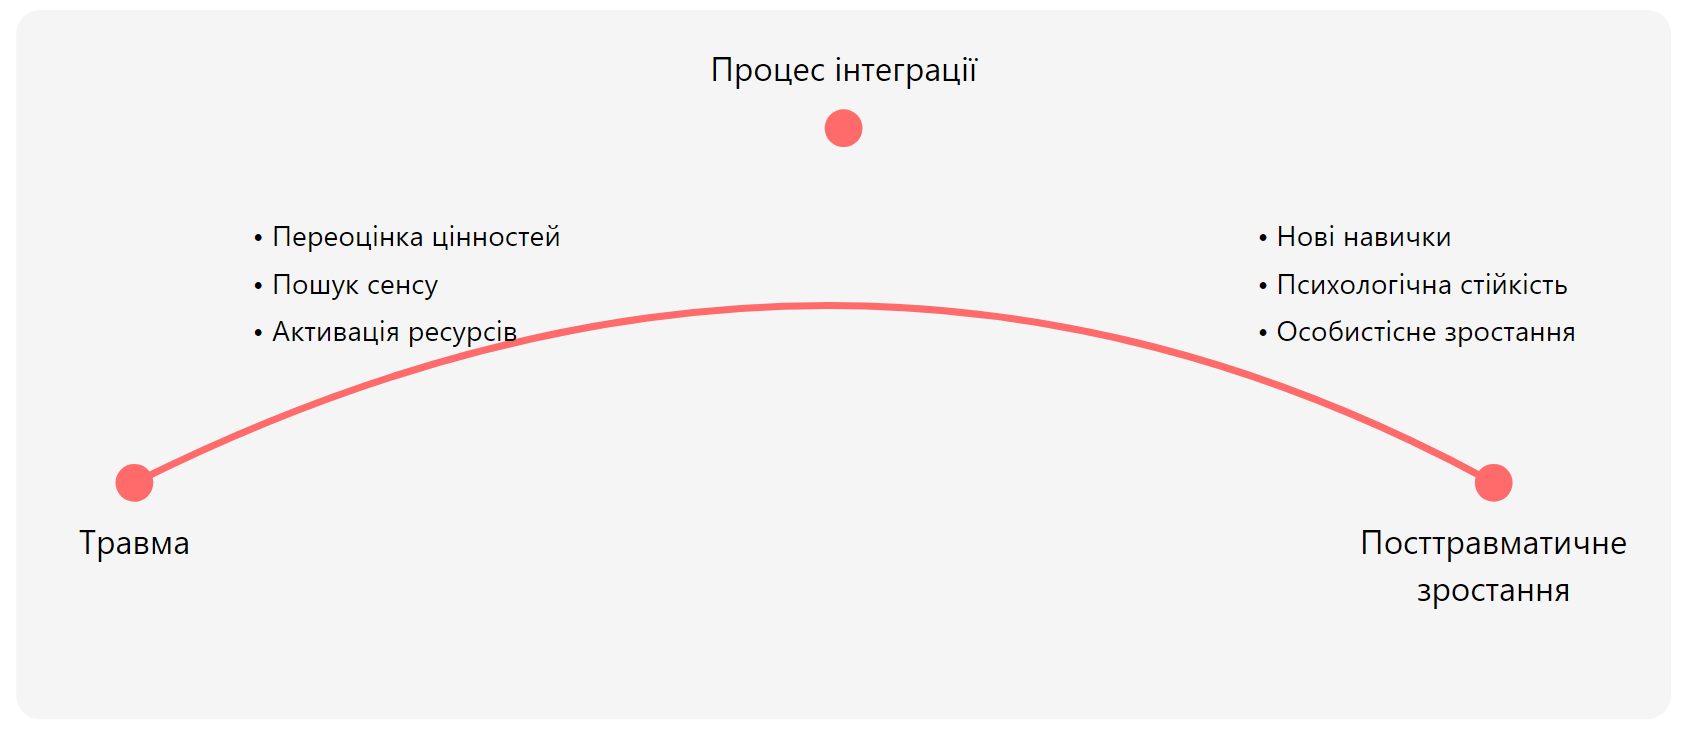 Процес інтеграції
• Переоцінка цінностей
• Пошук сенсу
• Активація ресурсів
• Нові навички
• Психологічна стійкість
• Особистісне зростання
Травма
Посттравматичне
зростання